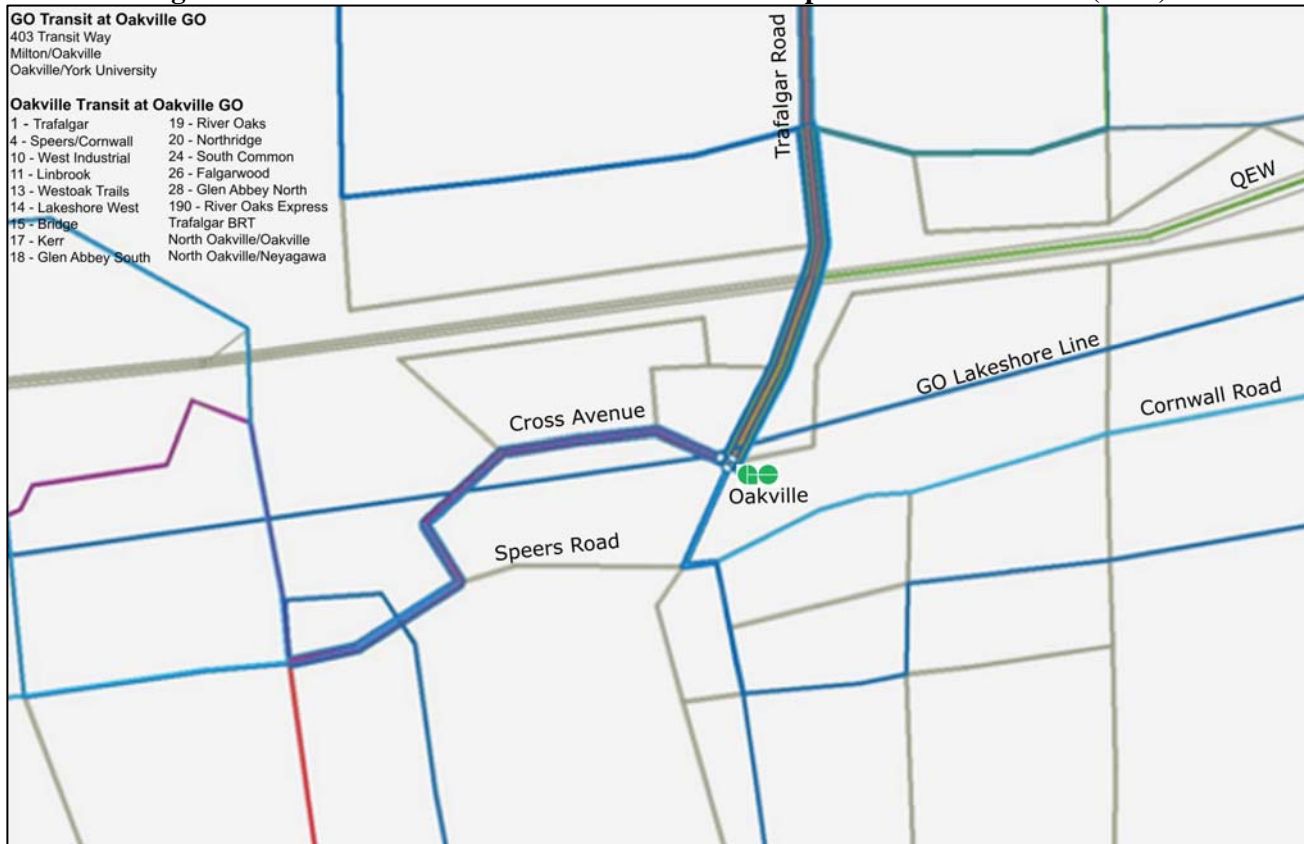 GO Transit at Oakville GO
403 Transit Way
Milton/Oakville
Oakville/York University
Oakville Transit at Oakville GO
1 - Trafalgar
4 - Speers/Cornwall
10 - West Industrial
11 - Linbrook
13 - Westoak Trails
14 - Lakeshore West
15 - Bridge
17 - Kerr
18 - Glen Abbey South
19 - River Oaks
20 - Northridge
24 - South Common
26 - Falgarwood
28 - Glen Abbey North
190 - River Oaks Express
Trafalgar BRT
North Oakville/Oakville
North Oakville/Neyagawa
Trafalgar Road
QEW
GO Lakeshore Line
Cornwall Road
Cross Avenue
GO
Oakville
Speers Road